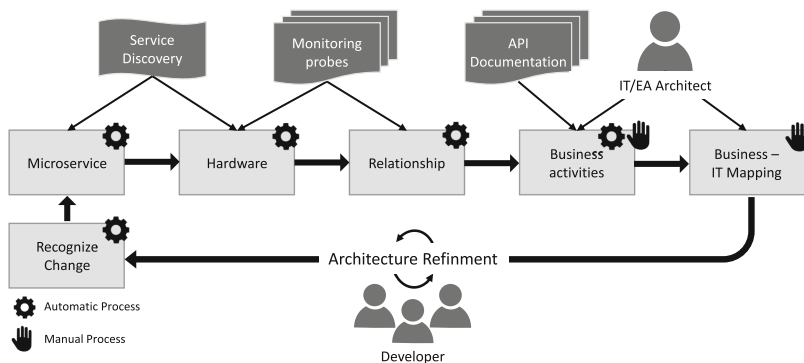 Service
Discovery
Monitoring
probes
API
Documentation
IT/EA Architect
Microservice
Hardware
Relationship
Business
activities
Business –
IT Mapping
Recognize
Change
Architecture Refinment
Automatic Process
Manual Process
Developer